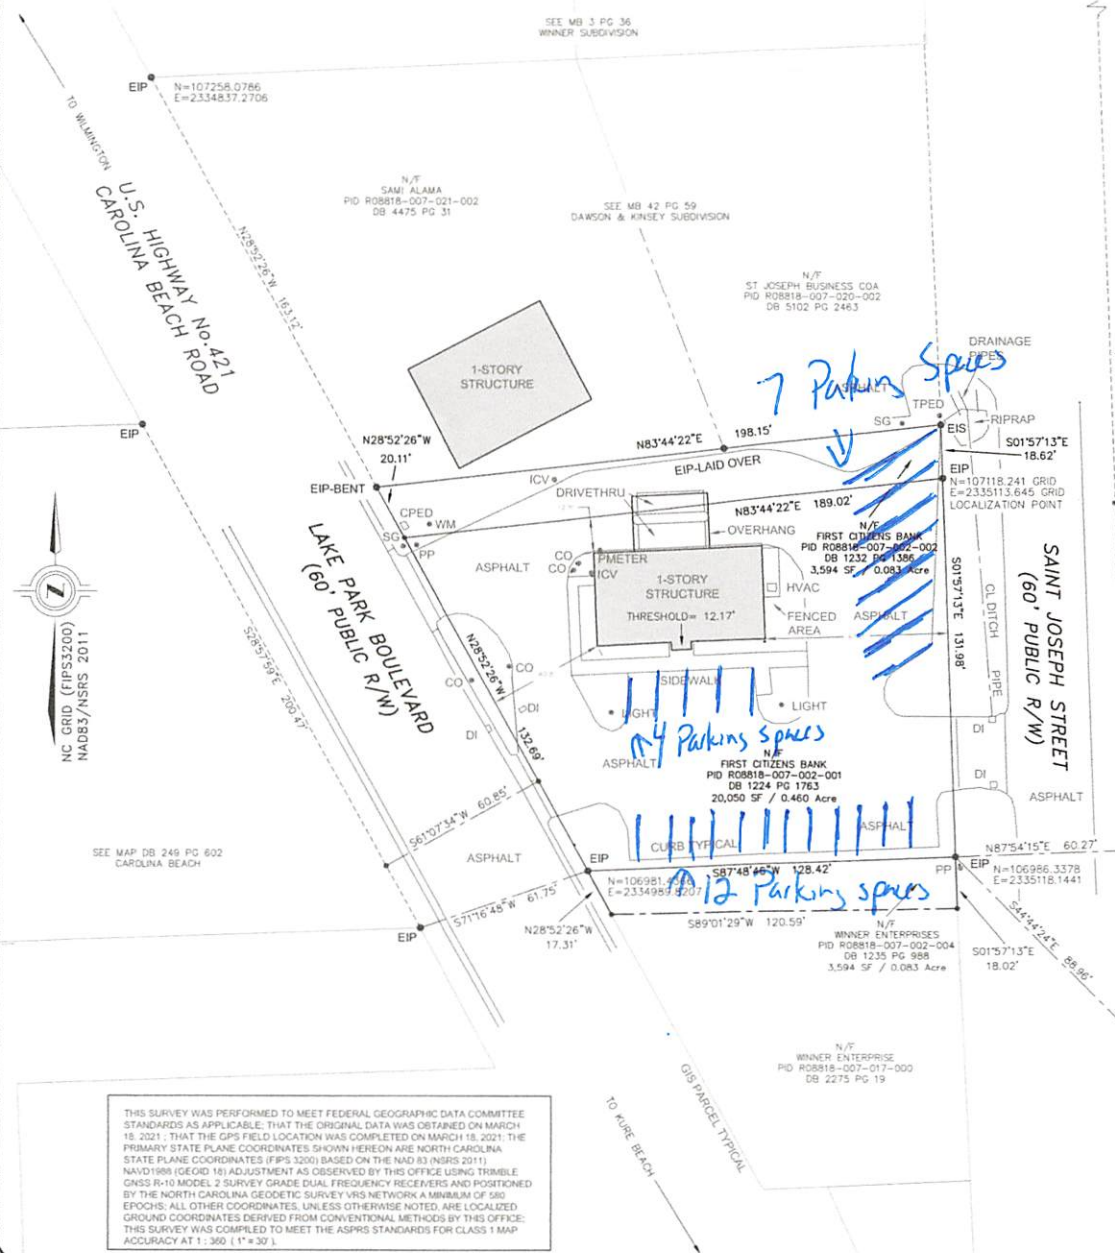 SEE MB 3 PG 36
WINNER SUBDIVISION
EIP
N=107258.0786
E=2334837.2706
TO WILMINGTON
U.S. HIGHWAY No.421
CAROLINA BEACH ROAD
N28°52'26"W 163.12'
N/F
SAMI ALAMA
PID R08818-007-021-002
DB 4475 PG 31
SEE MB 42 PG 59
DAWSON & KINSEY SUBDIVISION
N/F
ST JOSEPH BUSINESS COA
PID R08818-007-020-002
DB 5102 PG 2463
1-STORY
STRUCTURE
DRAINAGE
PIPES
7 Parking Spaces
ASPHALT
TPED
SG
EIS
RIPRAP
EIP
N28°52'26"W
20.11'
N83°44'22"E 198.15'
S01°57'13"E
18.62'
EIP-LAID OVER
EIP
EIP-BENT
ICV
DRIVETHRU
N83°44'22"E 189.02'
N=107118.241 GRID
E=2335113.645 GRID
LOCALIZATION POINT
CPED
WM
SG
PP
OVERHANG
N/F
FIRST CITIZENS BANK
PID R08818-007-002-002
DB 1232 PG 1386
3,594 SF / 0.083 Acre
ASPHALT
CO
CO
PMETER
ICV
1-STORY
STRUCTURE
THRESHOLD= 12.17'
HVAC
FENCED
AREA
ASPHALT
LAKE PARK BOULEVARD
(60' PUBLIC R/W)
S01°57'13"E 131.98'
CL DITCH
PIPE
SAINT JOSEPH STREET
(60' PUBLIC R/W)
NC GRID (FIPS3200)
NAD83/NSRS 2011
S28°57'59"E 200.47'
N28°52'26"W 132.69'
CO
CO
DI
DI
SIDEWALK
LIGHT
LIGHT
4 Parking spaces
DI
ASPHALT
N/F
FIRST CITIZENS BANK
PID R08818-007-002-001
DB 1224 PG 1763
20,050 SF / 0.460 Acre
DI
ASPHALT
S61°07'34"W 60.85'
CURB TYPICAL
ASPHALT
SEE MAP DB 249 PG 602
CAROLINA BEACH
ASPHALT
EIP
S87°48'46"W 128.42'
N87°54'15"E 60.27'
PP
EIP
N=106986.3378
E=2335118.1441
12 Parking spaces
S71°16'48"W 61.75'
EIP
N28°52'26"W
17.31'
S89°01'29"W 120.59'
N/F
WINNER ENTERPRISES
PID R08818-007-002-004
DB 1235 PG 988
3,594 SF / 0.083 Acre
S01°57'13"E
18.02'
S44°44'24"E 88.96'
N/F
WINNER ENTERPRISE
PID R08818-007-017-000
DB 2275 PG 19
GIS PARCEL TYPICAL
TO KURE BEACH
THIS SURVEY WAS PERFORMED TO MEET FEDERAL GEOGRAPHIC DATA COMMITTEE
STANDARDS AS APPLICABLE; THAT THE ORIGINAL DATA WAS OBTAINED ON MARCH
18, 2021 ; THAT THE GPS FIELD LOCATION WAS COMPLETED ON MARCH 18, 2021: THE
PRIMARY STATE PLANE COORDINATES SHOWN HEREON ARE NORTH CAROLINA
STATE PLANE COORDINATES (FIPS 3200) BASED ON THE NAD 83 (NSRS 2011)
NAVD1988 (GEOID 18) ADJUSTMENT AS OBSERVED BY THIS OFFICE USING TRIMBLE
GNSS R-10 MODEL 2 SURVEY GRADE DUAL FREQUENCY RECEIVERS AND POSITIONED
BY THE NORTH CAROLINA GEODETIC SURVEY VRS NETWORK A MINIMUM OF 580
EPOCHS; ALL OTHER COORDINATES, UNLESS OTHERWISE NOTED, ARE LOCALIZED
GROUND COORDINATES DERIVED FROM CONVENTIONAL METHODS BY THIS OFFICE;
THIS SURVEY WAS COMPILED TO MEET THE ASPRS STANDARDS FOR CLASS 1 MAP
ACCURACY AT 1 : 360 ( 1" = 30' ).